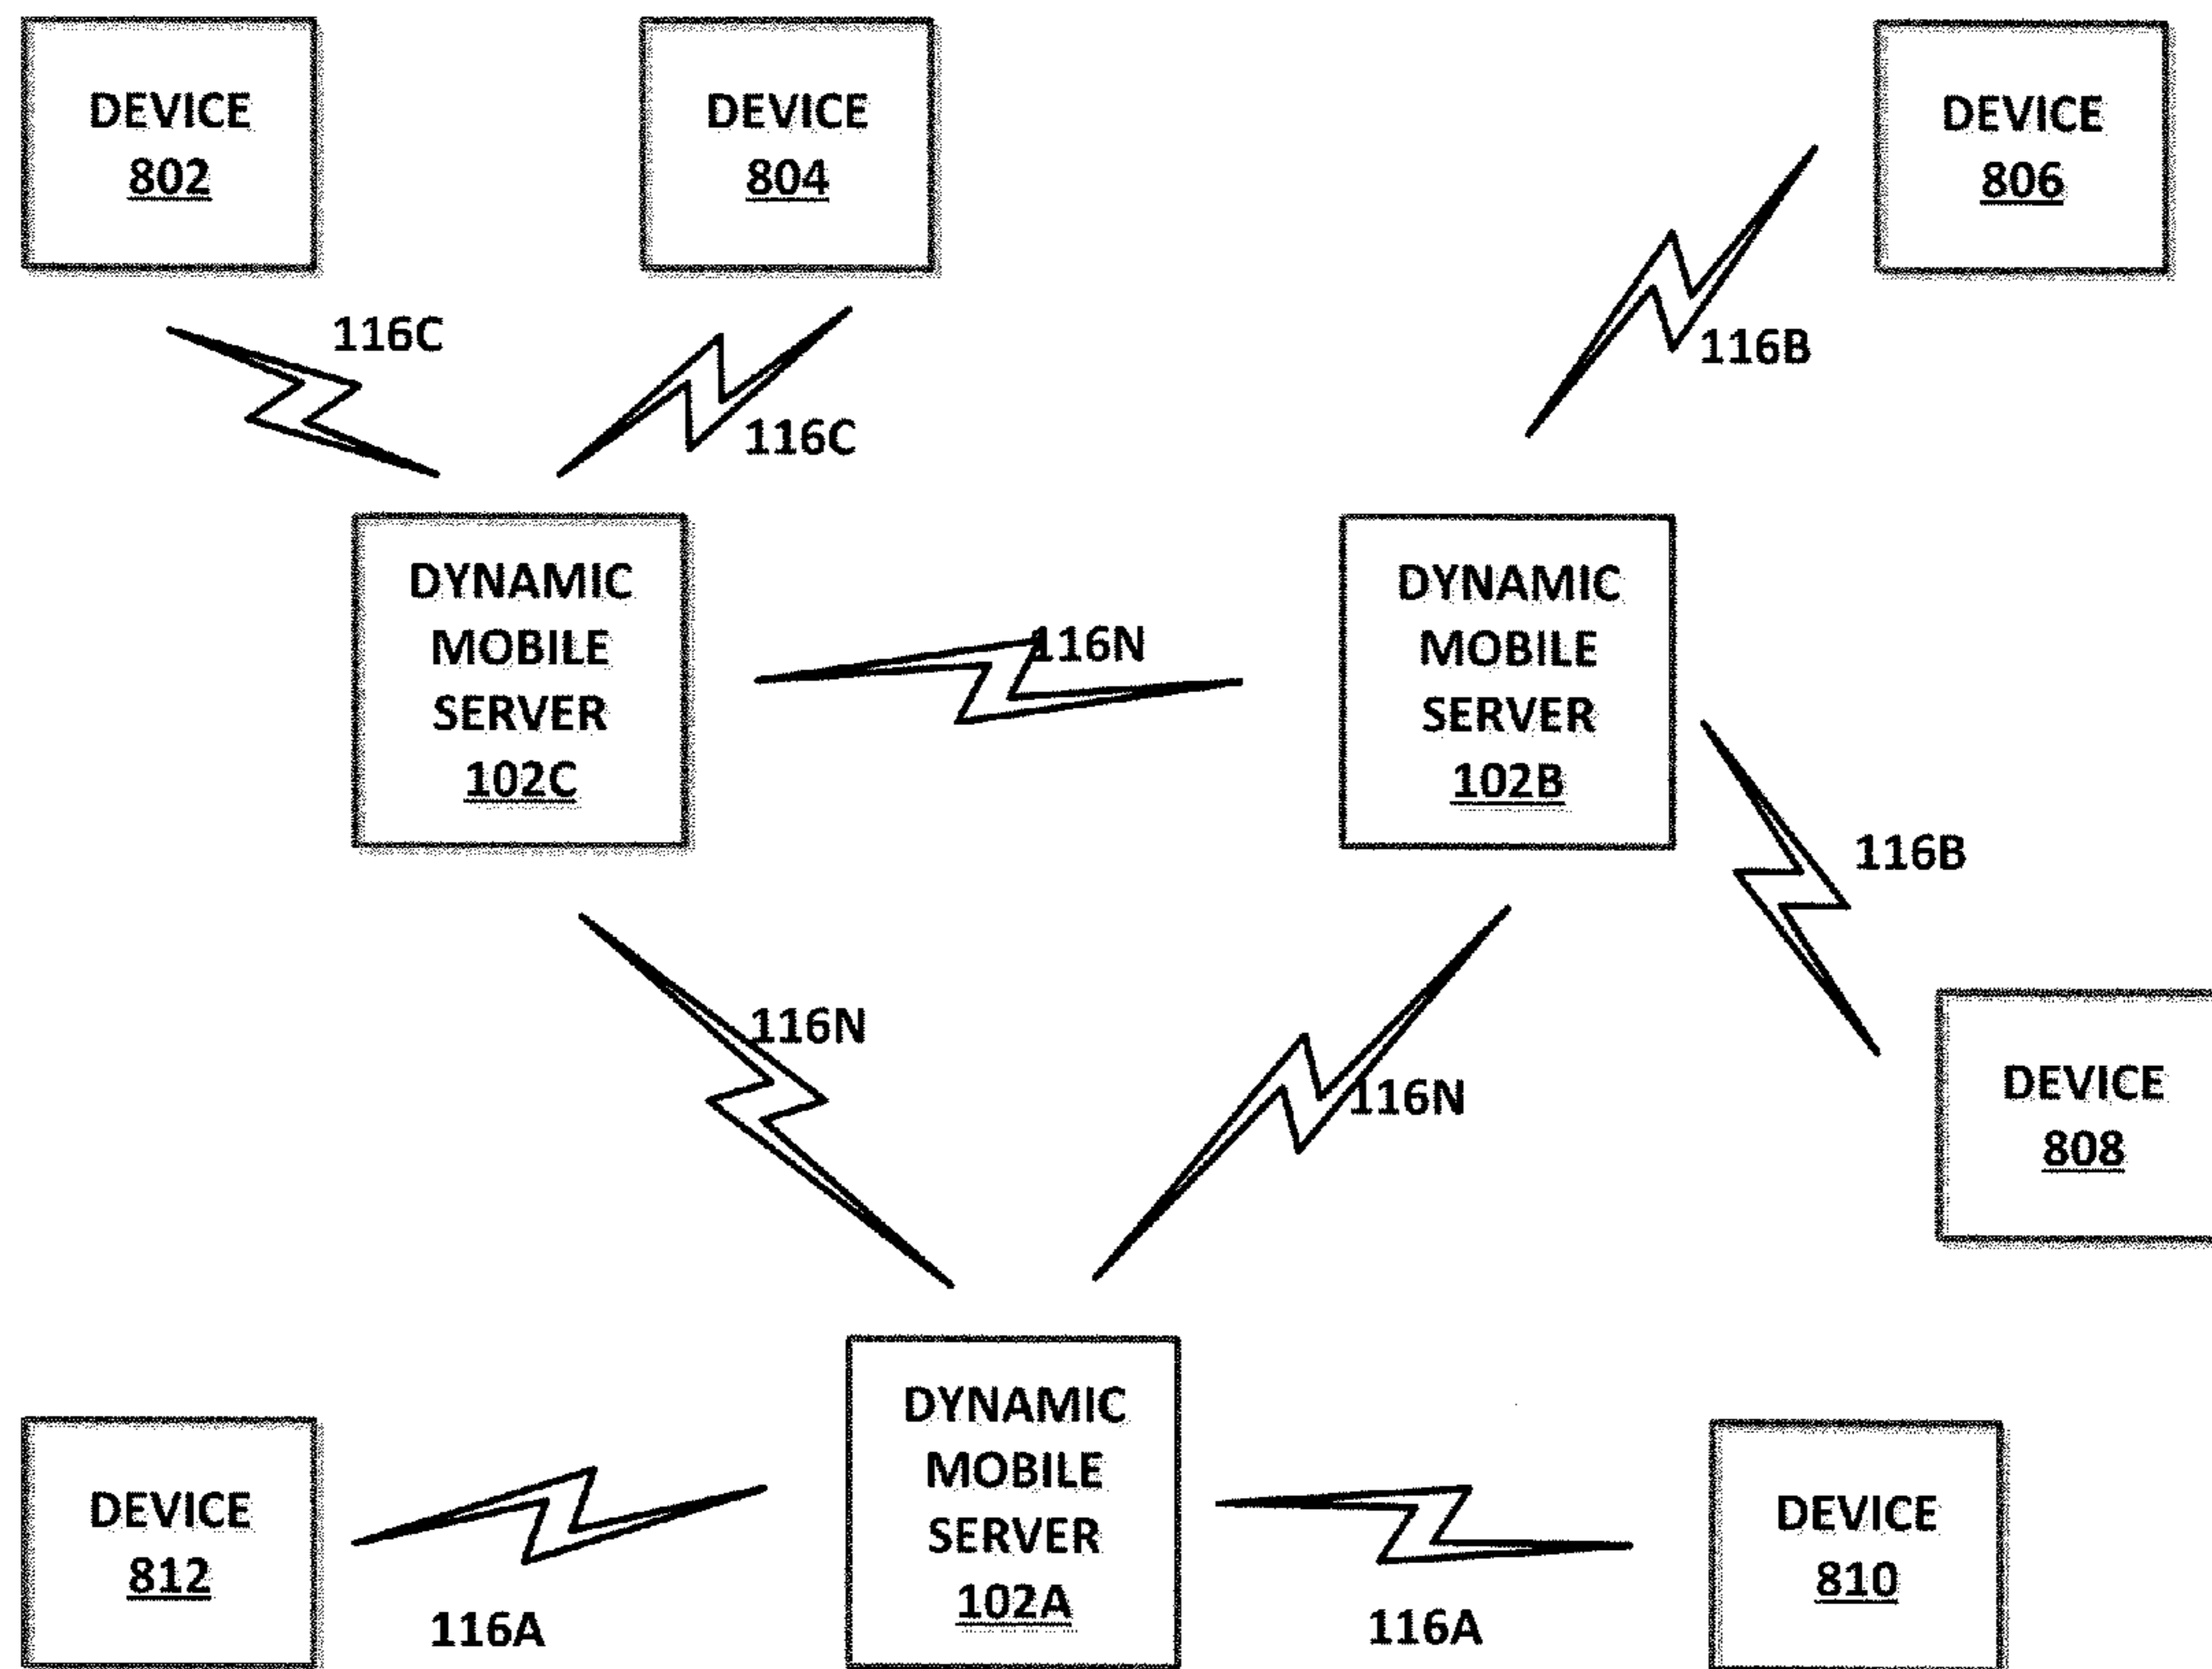 DEVICE
802
DEVICE
804
DEVICE
806
116C
116C
116B
DYNAMIC
MOBILE
SERVER
102C
116N
DYNAMIC
MOBILE
SERVER
102B
116B
116N
116N
DEVICE
808
DEVICE
812
116A
DYNAMIC
MOBILE
SERVER
102A
116A
DEVICE
810